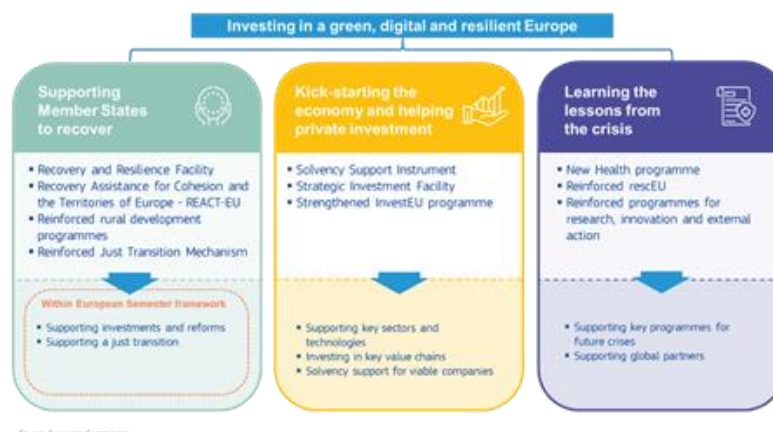 Investing in a green, digital and resilient Europe
Supporting
Member States
to recover
▪ Recovery and Resilience Facility
▪ Recovery Assistance for Cohesion and
the Territories of Europe - REACT-EU
▪ Reinforced rural development
programmes
▪ Reinforced Just Transition Mechanism
Within European Semester framework
▪ Supporting investments and reforms
▪ Supporting a just transition
Kick-starting the
economy and helping
private investment
▪ Solvency Support Instrument
▪ Strategic Investment Facility
▪ Strengthened InvestEU programme
▪ Supporting key sectors and
technologies
▪ Investing in key value chains
▪ Solvency support for viable companies
Learning the
lessons from
the crisis
▪ New Health programme
▪ Reinforced rescEU
▪ Reinforced programmes for
research, innovation and external
action
▪ Supporting key programmes for
future crises
▪ Supporting global partners